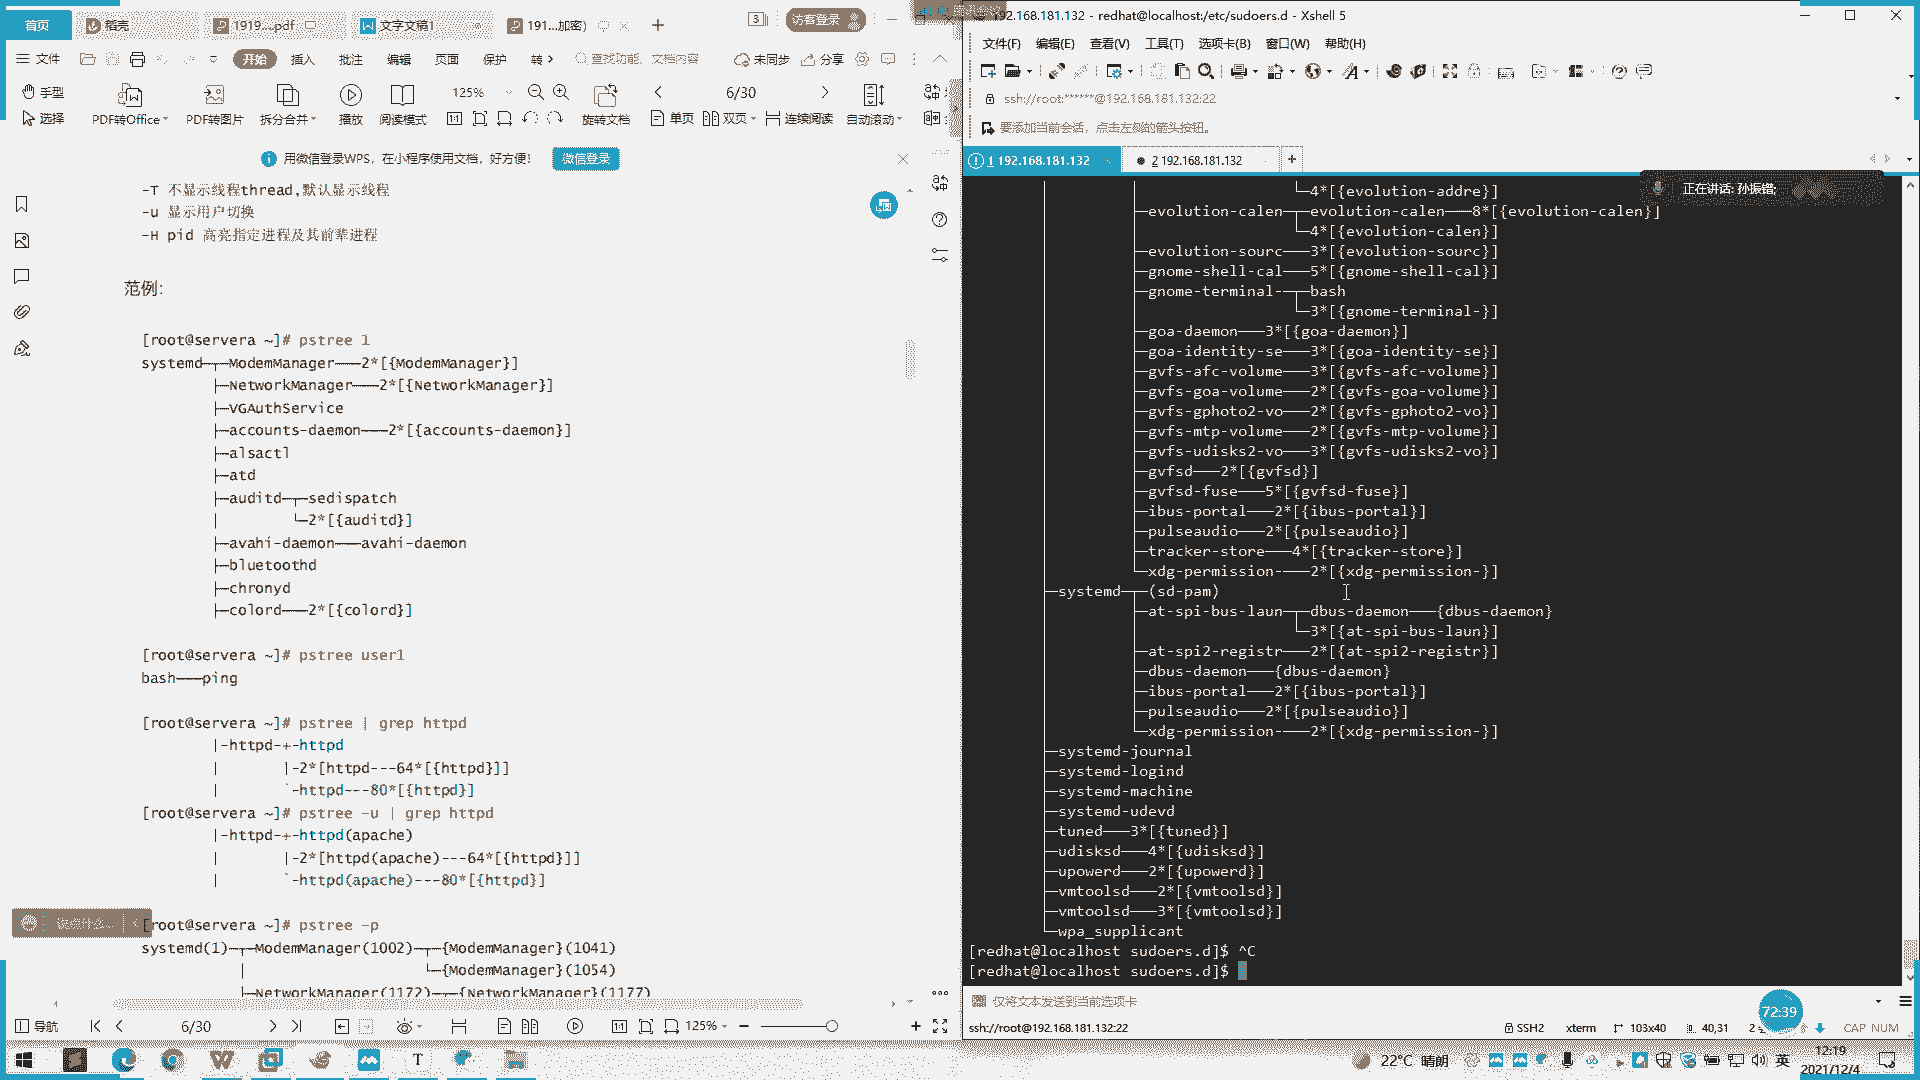 首页
稻壳
1919....pdf
文字文稿1
191...加密)
3
访客登录
文件
开始
插入
批注
编辑
页面
保护
转
查找功能、文档内容
未同步
分享
手型
选择
PDF转Office
PDF转图片
拆分合并
播放
阅读模式
125%
旋转文档
6/30
单页
双页
连续阅读
自动滚动
用微信登录WPS，在小程序使用文档，好方便！
微信登录
-T 不显示线程thread,默认显示线程
-u 显示用户切换
-H pid 高亮指定进程及其前辈进程
范例：
[root@servera ~]# pstree 1
systemd─┬─ModemManager───2*[{ModemManager}]
├─NetworkManager───2*[{NetworkManager}]
├─VGAuthService
├─accounts-daemon───2*[{accounts-daemon}]
├─alsactl
├─atd
├─auditd─┬─sedispatch
│        └─2*[{auditd}]
├─avahi-daemon───avahi-daemon
├─bluetoothd
├─chronyd
├─colord───2*[{colord}]
[root@servera ~]# pstree user1
bash───ping
[root@servera ~]# pstree | grep httpd
|-httpd-+-httpd
|       |-2*[httpd---64*[{httpd}]]
|       `-httpd---80*[{httpd}]
[root@servera ~]# pstree -u | grep httpd
|-httpd-+-httpd(apache)
|       |-2*[httpd(apache)---64*[{httpd}]]
|       `-httpd(apache)---80*[{httpd}]
说点什么...
[root@servera ~]# pstree -p
systemd(1)─┬─ModemManager(1002)─┬─{ModemManager}(1041)
│                    └─{ModemManager}(1054)
├─NetworkManager(1172)─┬─{NetworkManager}(1177)
导航
6/30
125%
192.168.181.132 - redhat@localhost:/etc/sudoers.d - Xshell 5
文件(F)
编辑(E)
查看(V)
工具(T)
选项卡(B)
窗口(W)
帮助(H)
ssh://root:******@192.168.181.132:22
要添加当前会话，点击左侧的箭头按钮。
1 192.168.181.132
2 192.168.181.132
正在讲话: 孙振锴;
└─4*[{evolution-addre}]
├─evolution-calen─┬─evolution-calen───8*[{evolution-calen}]
└─4*[{evolution-calen}]
├─evolution-sourc───3*[{evolution-sourc}]
├─gnome-shell-cal───5*[{gnome-shell-cal}]
├─gnome-terminal-─┬─bash
└─3*[{gnome-terminal-}]
├─goa-daemon───3*[{goa-daemon}]
├─goa-identity-se───3*[{goa-identity-se}]
├─gvfs-afc-volume───3*[{gvfs-afc-volume}]
├─gvfs-goa-volume───2*[{gvfs-goa-volume}]
├─gvfs-gphoto2-vo───2*[{gvfs-gphoto2-vo}]
├─gvfs-mtp-volume───2*[{gvfs-mtp-volume}]
├─gvfs-udisks2-vo───3*[{gvfs-udisks2-vo}]
├─gvfsd───2*[{gvfsd}]
├─gvfsd-fuse───5*[{gvfsd-fuse}]
├─ibus-portal───2*[{ibus-portal}]
├─pulseaudio───2*[{pulseaudio}]
├─tracker-store───4*[{tracker-store}]
└─xdg-permission-───2*[{xdg-permission-}]
├─systemd─┬─(sd-pam)
├─at-spi-bus-laun─┬─dbus-daemon───{dbus-daemon}
└─3*[{at-spi-bus-laun}]
├─at-spi2-registr───2*[{at-spi2-registr}]
├─dbus-daemon───{dbus-daemon}
├─ibus-portal───2*[{ibus-portal}]
├─pulseaudio───2*[{pulseaudio}]
└─xdg-permission-───2*[{xdg-permission-}]
├─systemd-journal
├─systemd-logind
├─systemd-machine
├─systemd-udevd
├─tuned───3*[{tuned}]
├─udisksd───4*[{udisksd}]
├─upowerd───2*[{upowerd}]
├─vmtoolsd───2*[{vmtoolsd}]
├─vmtoolsd───3*[{vmtoolsd}]
└─wpa_supplicant
[redhat@localhost sudoers.d]$ ^C
[redhat@localhost sudoers.d]$
仅将文本发送到当前选项卡
72:39
ssh://root@192.168.181.132:22
SSH2
xterm
103x40
40,31
2
CAP NUM
22°C 晴朗
英
12:19
2021/12/4